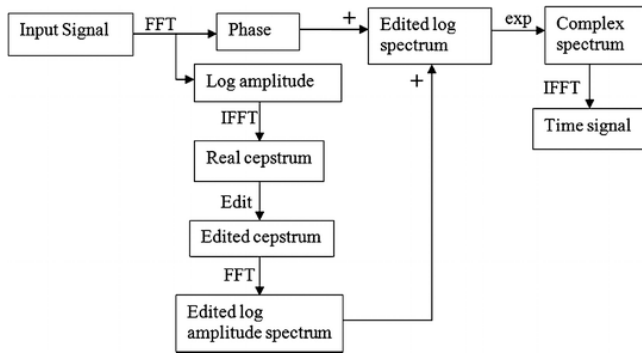 Input Signal
FFT
Phase
+
Edited log
spectrum
exp
Complex
spectrum
Log amplitude
+
IFFT
IFFT
Time signal
Real cepstrum
Edit
Edited cepstrum
FFT
Edited log
amplitude spectrum